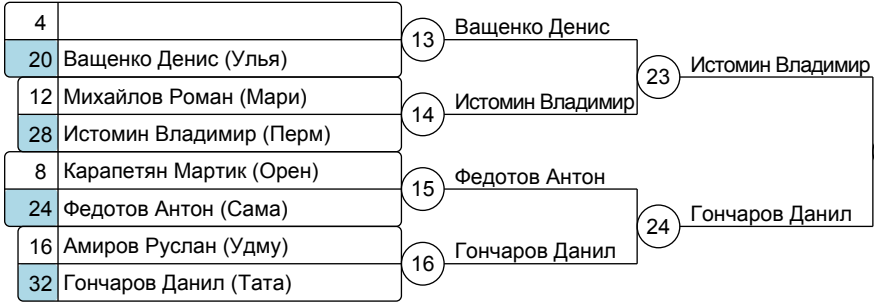 4
20 Ващенко Денис (Улья)
12 Михайлов Роман (Мари)
28 Истомин Владимир (Перм)
8 Карапетян Мартик (Орен)
24 Федотов Антон (Сама)
16 Амиров Руслан (Удму)
32 Гончаров Данил (Тата)
13 Ващенко Денис
14 Истомин Владимир
15 Федотов Антон
16 Гончаров Данил
23 Истомин Владимир
24 Гончаров Данил